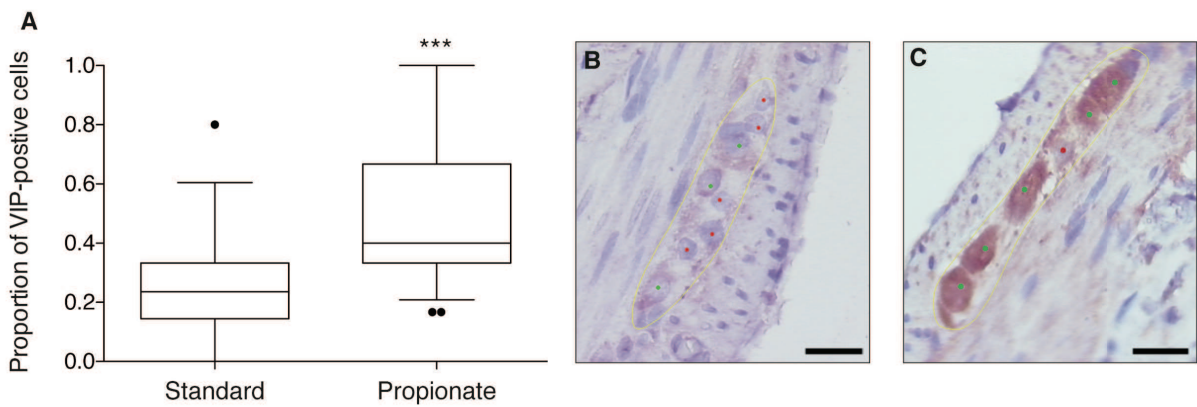 A
***
Proportion of VIP-postive cells
1.0
0.8
0.6
0.4
0.2
0.0
Standard
Propionate
B
C